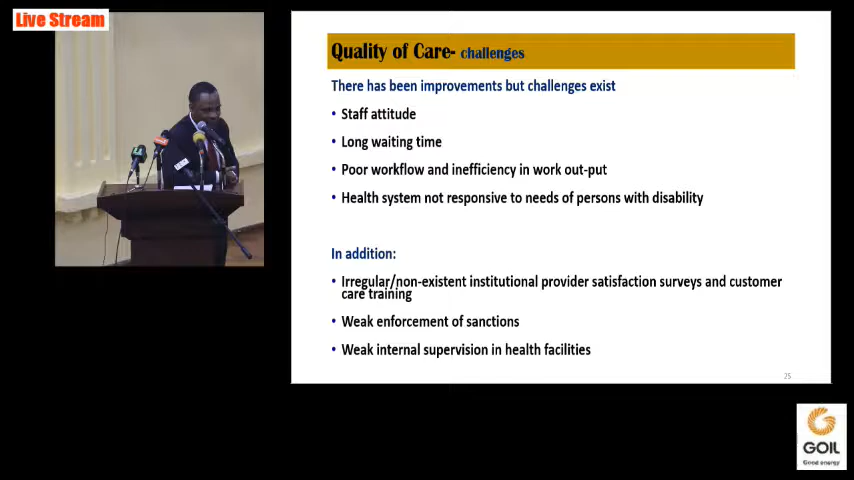 Live Stream
Quality of Care- challenges
There has been improvements but challenges exist
• Staff attitude
• Long waiting time
• Poor workflow and inefficiency in work out-put
• Health system not responsive to needs of persons with disability
In addition:
• Irregular/non-existent institutional provider satisfaction surveys and customer
care training
• Weak enforcement of sanctions
• Weak internal supervision in health facilities
25
GOIL
Good energy